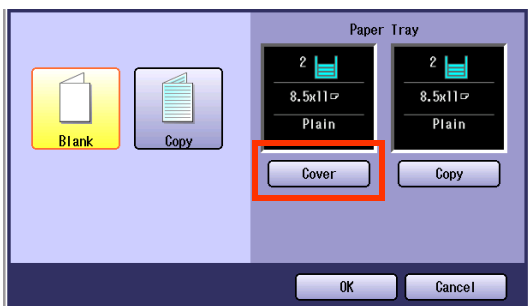 Paper Tray
2
8.5x11
Plain
2
8.5x11
Plain
Blank
Copy
Cover
Copy
OK
Cancel